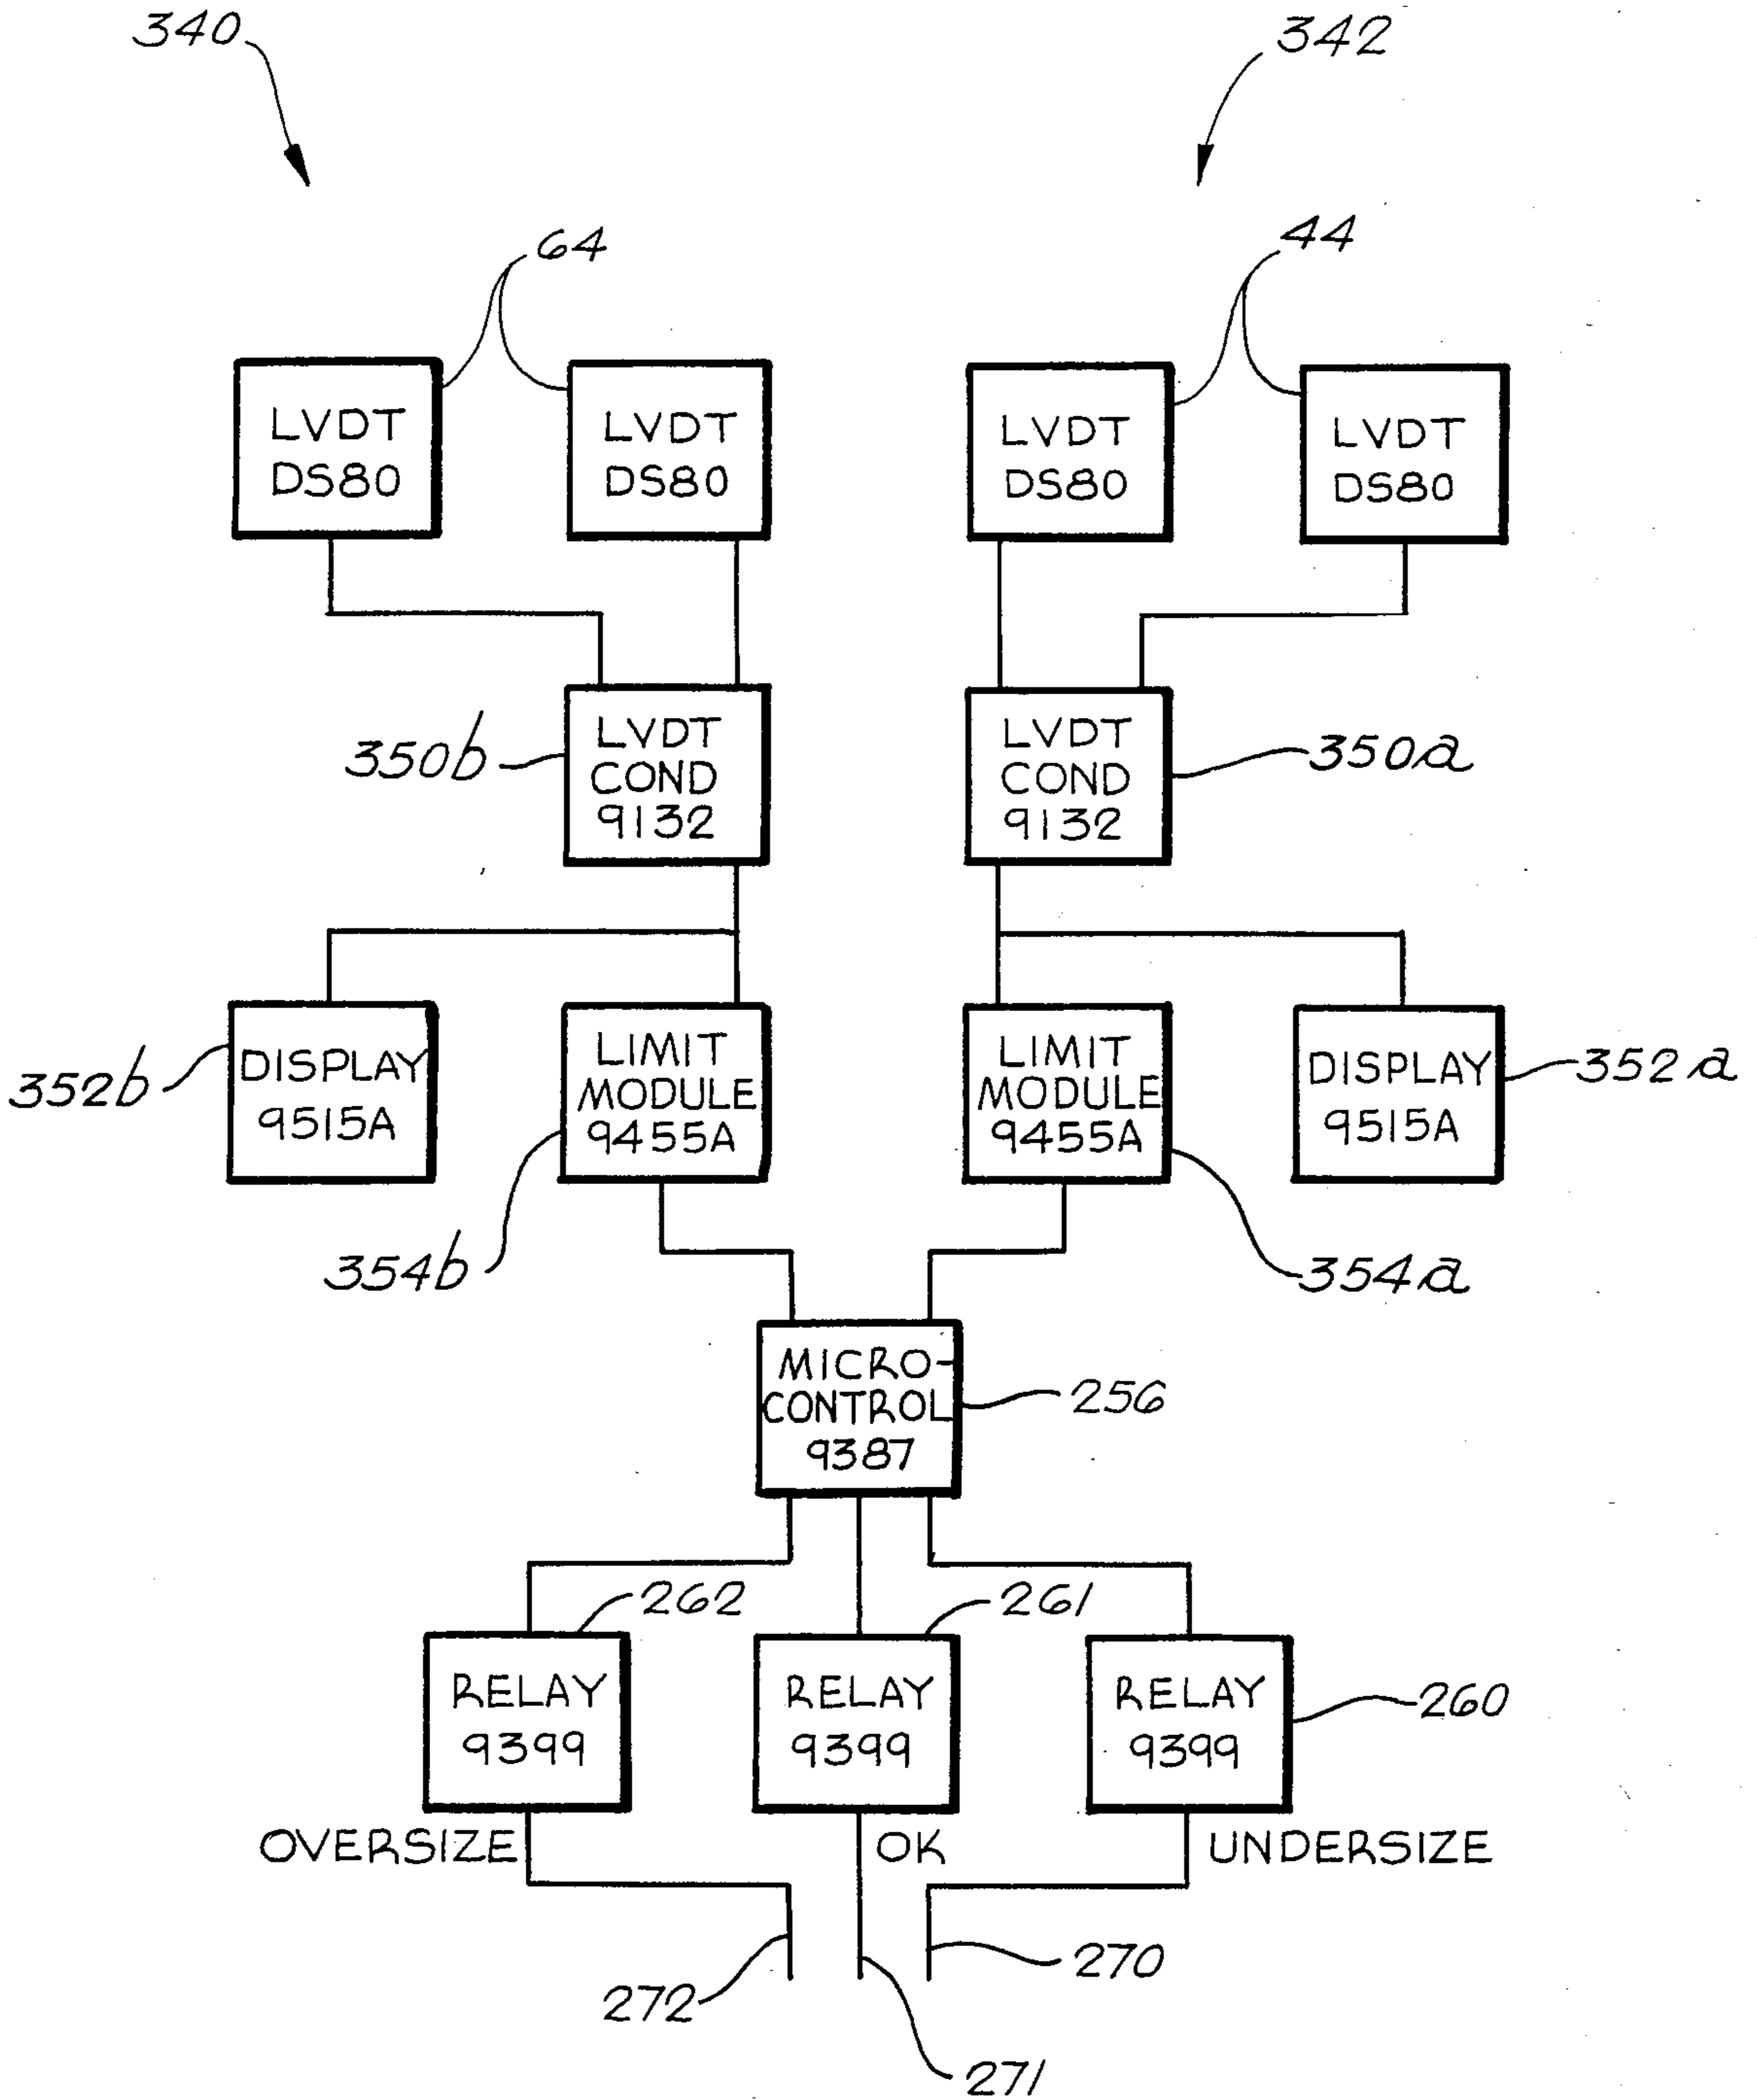 340
342
64
44
LVDT
DS80
LVDT
DS80
LVDT
DS80
LVDT
DS80
350b
LVDT
COND
9132
LVDT
COND
9132
350a
352b
DISPLAY
9515A
LIMIT
MODULE
9455A
LIMIT
MODULE
9455A
DISPLAY
9515A
352a
354b
354a
MICRO-
CONTROL
9387
256
262
261
RELAY
9399
RELAY
9399
RELAY
9399
260
OVERSIZE
OK
UNDERSIZE
272
271
270